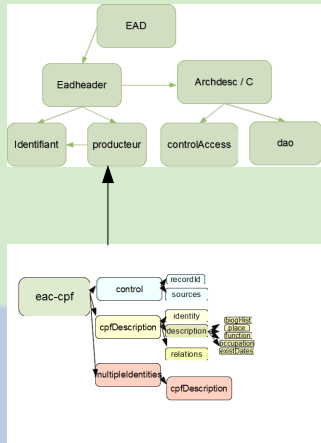 EAD
Eadheader
Archdesc / C
Identifiant
producteur
controlAccess
dao
eac-cpf
control
recordId
sources
cpfDescription
identity
description
relations
place
function
occupation
existDates
multipleIdentities
cpfDescription